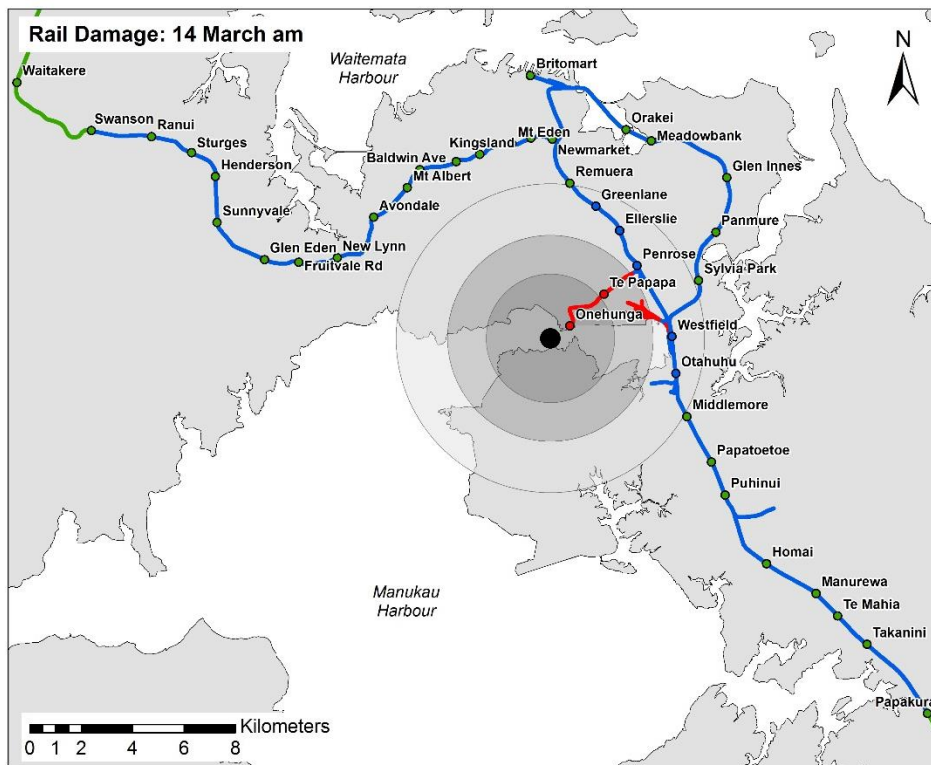 Rail Damage: 14 March am
Waitemata
Harbour
N
Waitakere
Britomart
Swanson
Ranui
Sturges
Henderson
Sunnyvale
Glen Eden
Fruitvale Rd
New Lynn
Avondale
Mt Albert
Baldwin Ave
Kingsland
Mt Eden
Newmarket
Orakei
Meadowbank
Glen Innes
Remuera
Greenlane
Ellerslie
Panmure
Penrose
Sylvia Park
Te Papapa
Onehunga
Westfield
Otahuhu
Middlemore
Papatoetoe
Puhinui
Homai
Manukau
Harbour
Manurewa
Te Mahia
Takanini
Papakura
Kilometers
0 1 2 4 6 8